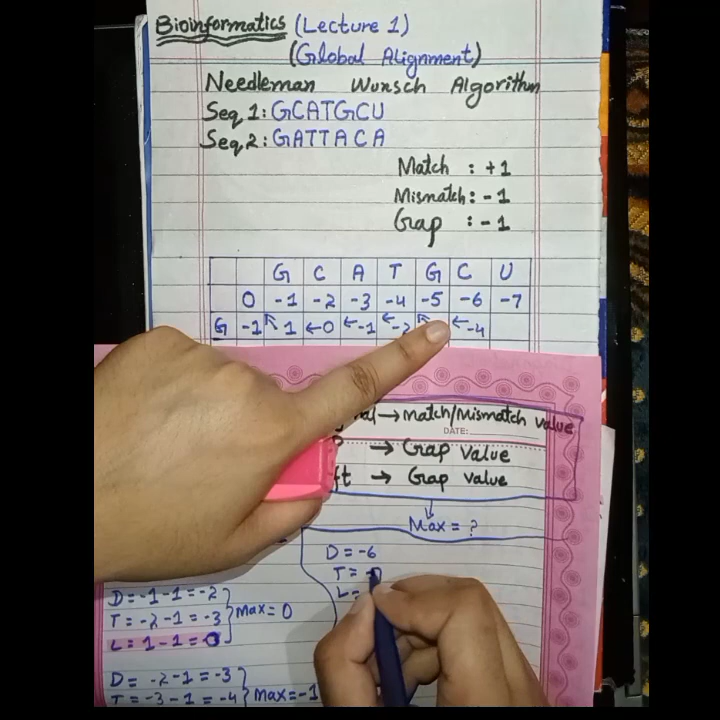 Bioinformatics (Lecture 1)
(Global Alignment)
Needleman Wunsch Algorithm
Seq 1: GCATGCU
Seq 2: GATTACA
Match : +1
Mismatch: -1
Gap : -1
G C A T G C U
0 -1 -2 -3 -4 -5 -6 -7
G -1 ↖ 1 ←0 ←-1 ←-2 ↖ ←-4
→ Match/Mismatch value
DATE:
→ Gap value
ft → Gap value
↓
Max = ?
D = -6
T =
L =
D = -1 -1 = -2
T = -2 -1 = -3 } Max = 0
L = 1 - 1 = 0
D = -2 -1 = -3
T = -3 -1 = -4 } Max = -1